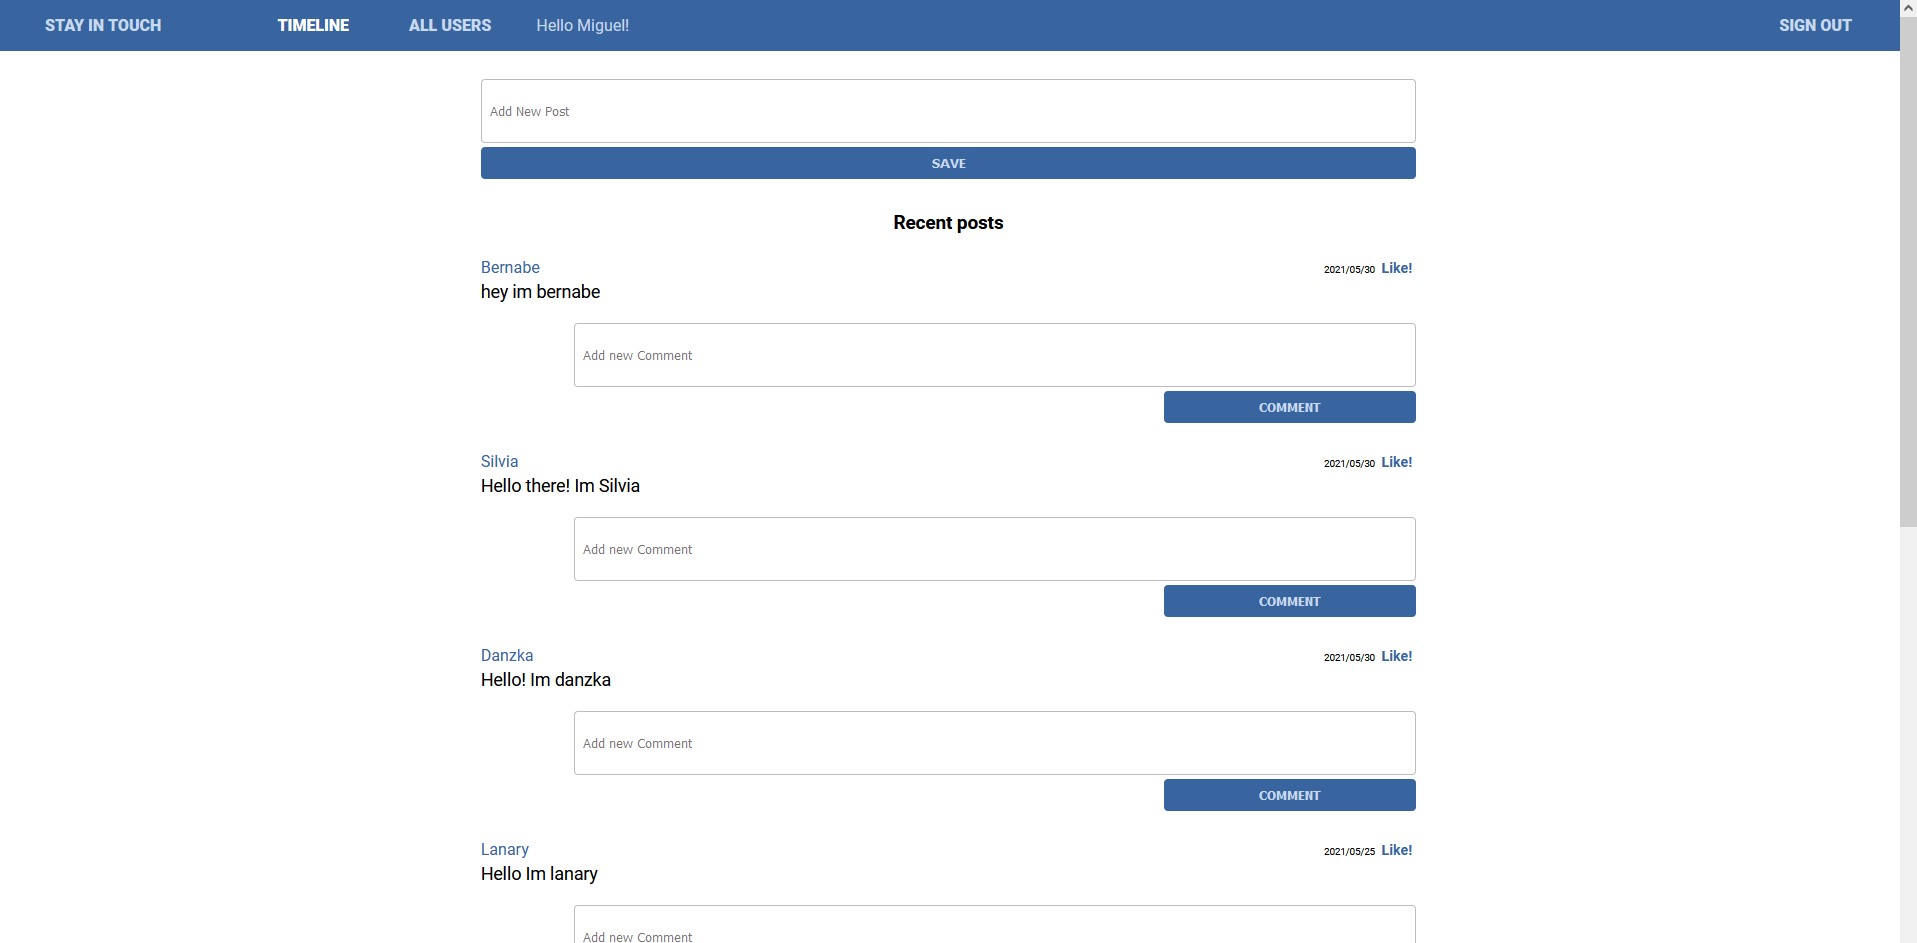 STAY IN TOUCH TIMELINE ALL USERS Hello Miguel! SIGN OUT
Add New Post
SAVE
Recent posts
Bernabe 2021/05/30 Like!
hey im bernabe
Add new Comment
COMMENT
Silvia 2021/05/30 Like!
Hello there! Im Silvia
Add new Comment
COMMENT
Danzka 2021/05/30 Like!
Hello! Im danzka
Add new Comment
COMMENT
Lanary 2021/05/25 Like!
Hello Im lanary
Add new Comment